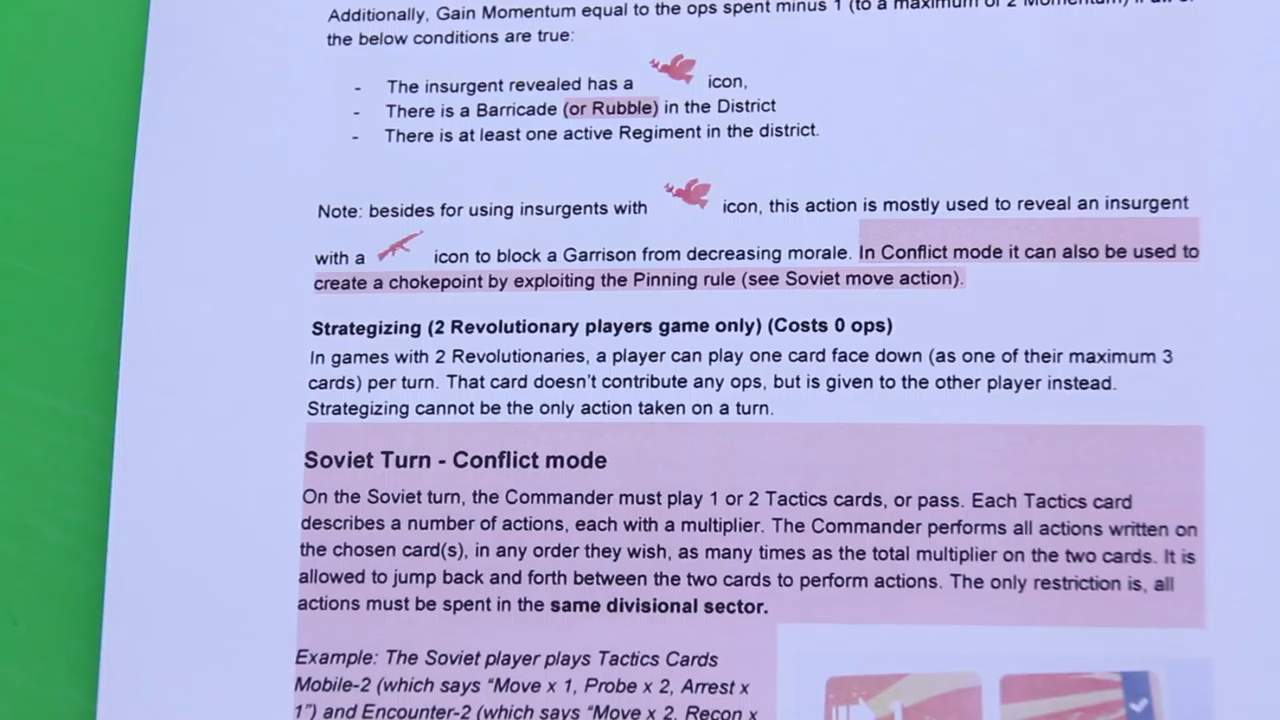 Additionally, Gain Momentum equal to the ops spent minus 1 (to a maximum of 2 Momentum) if all of
the below conditions are true:
- The insurgent revealed has a icon,
- There is a Barricade (or Rubble) in the District
- There is at least one active Regiment in the district.
Note: besides for using insurgents with icon, this action is mostly used to reveal an insurgent
with a icon to block a Garrison from decreasing morale. In Conflict mode it can also be used to
create a chokepoint by exploiting the Pinning rule (see Soviet move action).
Strategizing (2 Revolutionary players game only) (Costs 0 ops)
In games with 2 Revolutionaries, a player can play one card face down (as one of their maximum 3
cards) per turn. That card doesn't contribute any ops, but is given to the other player instead.
Strategizing cannot be the only action taken on a turn.
Soviet Turn - Conflict mode
On the Soviet turn, the Commander must play 1 or 2 Tactics cards, or pass. Each Tactics card
describes a number of actions, each with a multiplier. The Commander performs all actions written on
the chosen card(s), in any order they wish, as many times as the total multiplier on the two cards. It is
allowed to jump back and forth between the two cards to perform actions. The only restriction is, all
actions must be spent in the same divisional sector.
Example: The Soviet player plays Tactics Cards
Mobile-2 (which says "Move x 1, Probe x 2, Arrest x
1") and Encounter-2 (which says "Move x 2, Recon x